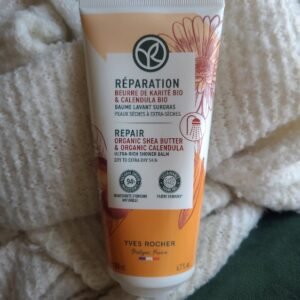 RÉPARATION
BEURRE DE KARITÉ BIO
& CALENDULA BIO
BAUME LAVANT SURGRAS
PEAUX SÈCHES À EXTRA-SÈCHES
REPAIR
ORGANIC SHEA BUTTER
& ORGANIC CALENDULA
ULTRA-RICH SHOWER BALM
DRY TO EXTRA DRY SKIN
YVES ROCHER
France